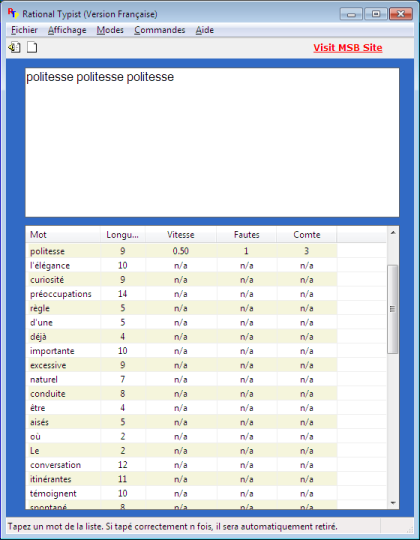 Rational Typist (Version Française)
Fichier Affichage Modes Commandes Aide
Visit MSB Site
politesse politesse politesse
Mot Longu... Vitesse Fautes Comte
politesse 9 0.50 1 3
l'élégance 10 n/a n/a n/a
curiosité 9 n/a n/a n/a
préoccupations 14 n/a n/a n/a
règle 5 n/a n/a n/a
d'une 5 n/a n/a n/a
déjà 4 n/a n/a n/a
importante 10 n/a n/a n/a
excessive 9 n/a n/a n/a
naturel 7 n/a n/a n/a
conduite 8 n/a n/a n/a
être 4 n/a n/a n/a
aisés 5 n/a n/a n/a
où 2 n/a n/a n/a
Le 2 n/a n/a n/a
conversation 12 n/a n/a n/a
itinérantes 11 n/a n/a n/a
témoignent 10 n/a n/a n/a
spontané 8 n/a n/a n/a
Tapez un mot de la liste. Si tapé correctement n fois, il sera automatiquement retiré.